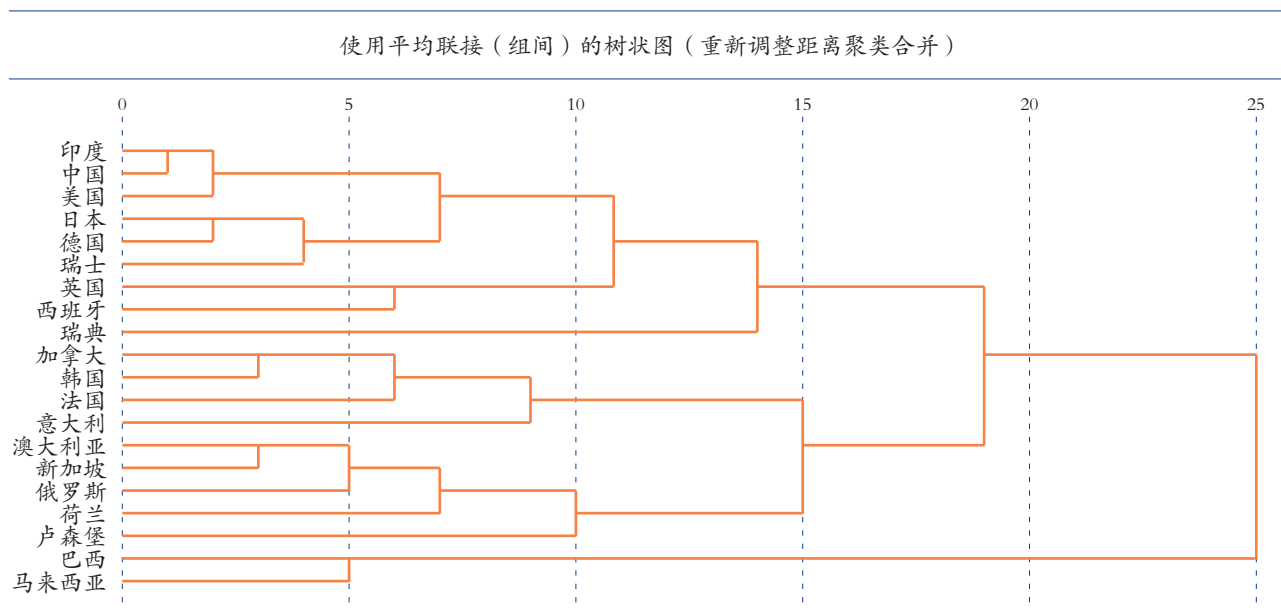 使用平均联接（组间）的树状图（重新调整距离聚类合并）
0 5 10 15 20 25
印度
中国
美国
日本
德国
瑞士
英国
西班牙
瑞典
加拿大
韩国
法国
意大利
澳大利亚
新加坡
俄罗斯
荷兰
卢森堡
巴西
马来西亚